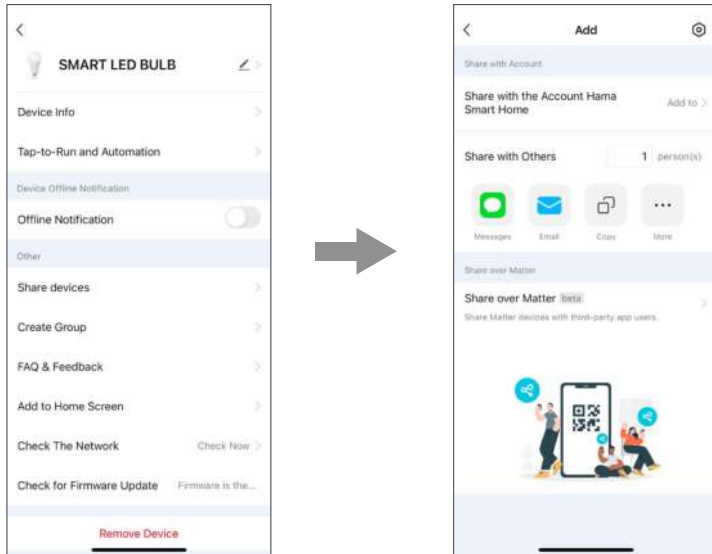 SMART LED BULB
Device Info
Tap-to-Run and Automation
Device Offline Notification
Offline Notification
Other
Share devices
Create Group
FAQ & Feedback
Add to Home Screen
Check The Network Check Now
Check for Firmware Update Firmware is the...
Remove Device
Add
Share with Account
Share with the Account Hama
Smart Home
Add to
Share with Others 1 person(s)
Messages Email Copy More
Share over Matter
Share over Matter beta
Share Matter devices with third-party app users.